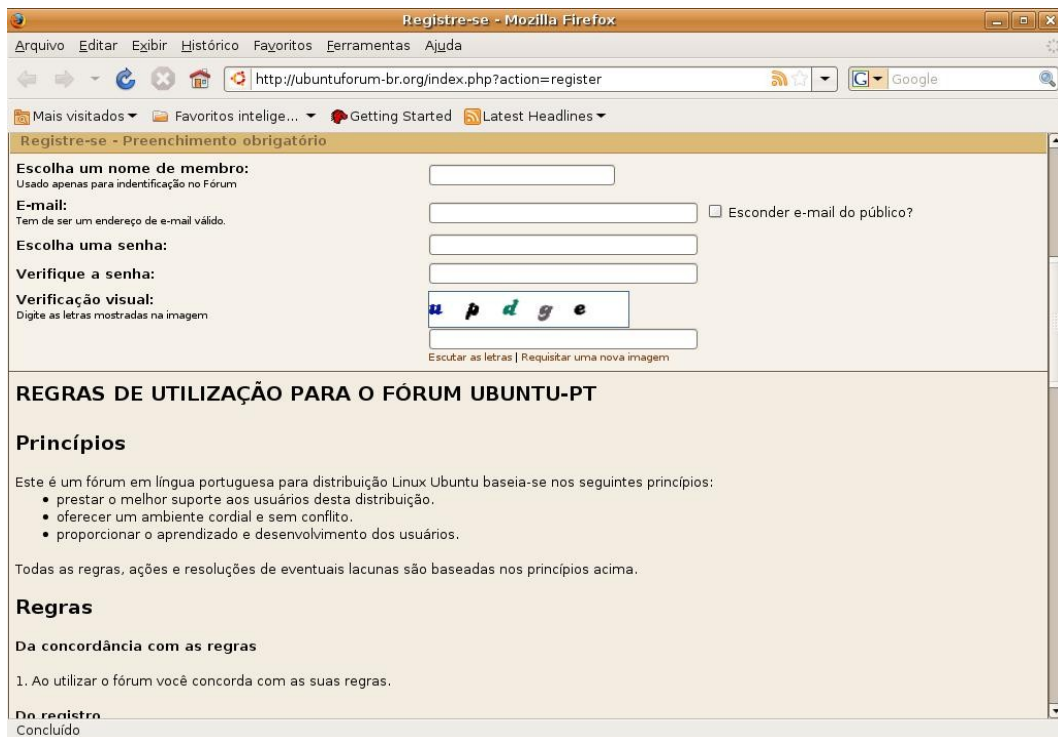 Registre-se - Mozilla Firefox
Arquivo Editar Exibir Histórico Favoritos Ferramentas Ajuda
http://ubuntuforum-br.org/index.php?action=register G Google
Mais visitados Favoritos intelige... Getting Started Latest Headlines
Registre-se - Preenchimento obrigatório
Escolha um nome de membro:
Usado apenas para indentificação no Fórum
E-mail:
Tem de ser um endereço de e-mail válido.
Esconder e-mail do público?
Escolha uma senha:
Verifique a senha:
Verificação visual:
Digite as letras mostradas na imagem
u p d g e
Escutar as letras | Requisitar uma nova imagem
REGRAS DE UTILIZAÇÃO PARA O FÓRUM UBUNTU-PT
Princípios
Este é um fórum em língua portuguesa para distribuição Linux Ubuntu baseia-se nos seguintes princípios:
• prestar o melhor suporte aos usuários desta distribuição.
• oferecer um ambiente cordial e sem conflito.
• proporcionar o aprendizado e desenvolvimento dos usuários.
Todas as regras, ações e resoluções de eventuais lacunas são baseadas nos princípios acima.
Regras
Da concordância com as regras
1. Ao utilizar o fórum você concorda com as suas regras.
Do registro
Concluído